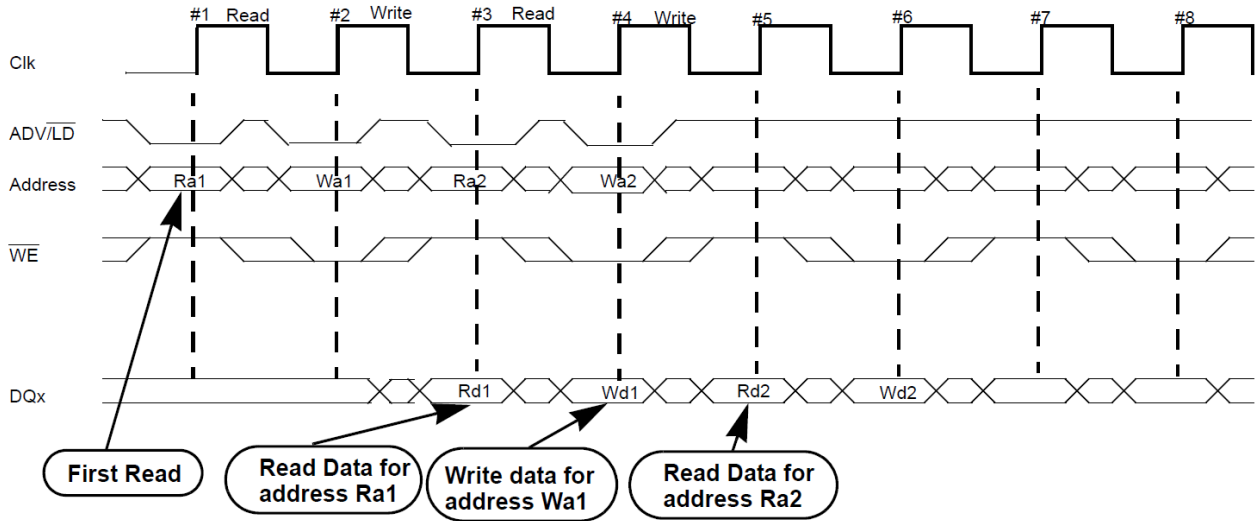 #1 Read #2 Write #3 Read #4 Write #5 #6 #7 #8
Clk
ADV/LD
Address Ra1 Wa1 Ra2 Wa2
WE
DQx Rd1 Wd1 Rd2 Wd2
First Read
Read Data for
address Ra1
Write data for
address Wa1
Read Data for
address Ra2